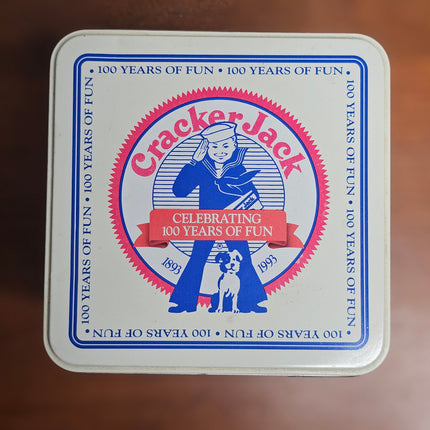 • 100 YEARS OF FUN • 100 YEARS OF FUN •
100 YEARS OF FUN • 100 YEARS OF FUN
100 YEARS OF FUN • 100 YEARS OF FUN
• 100 YEARS OF FUN • 100 YEARS OF FUN •
Cracker Jack
CELEBRATING
100 YEARS OF FUN
1893
1993